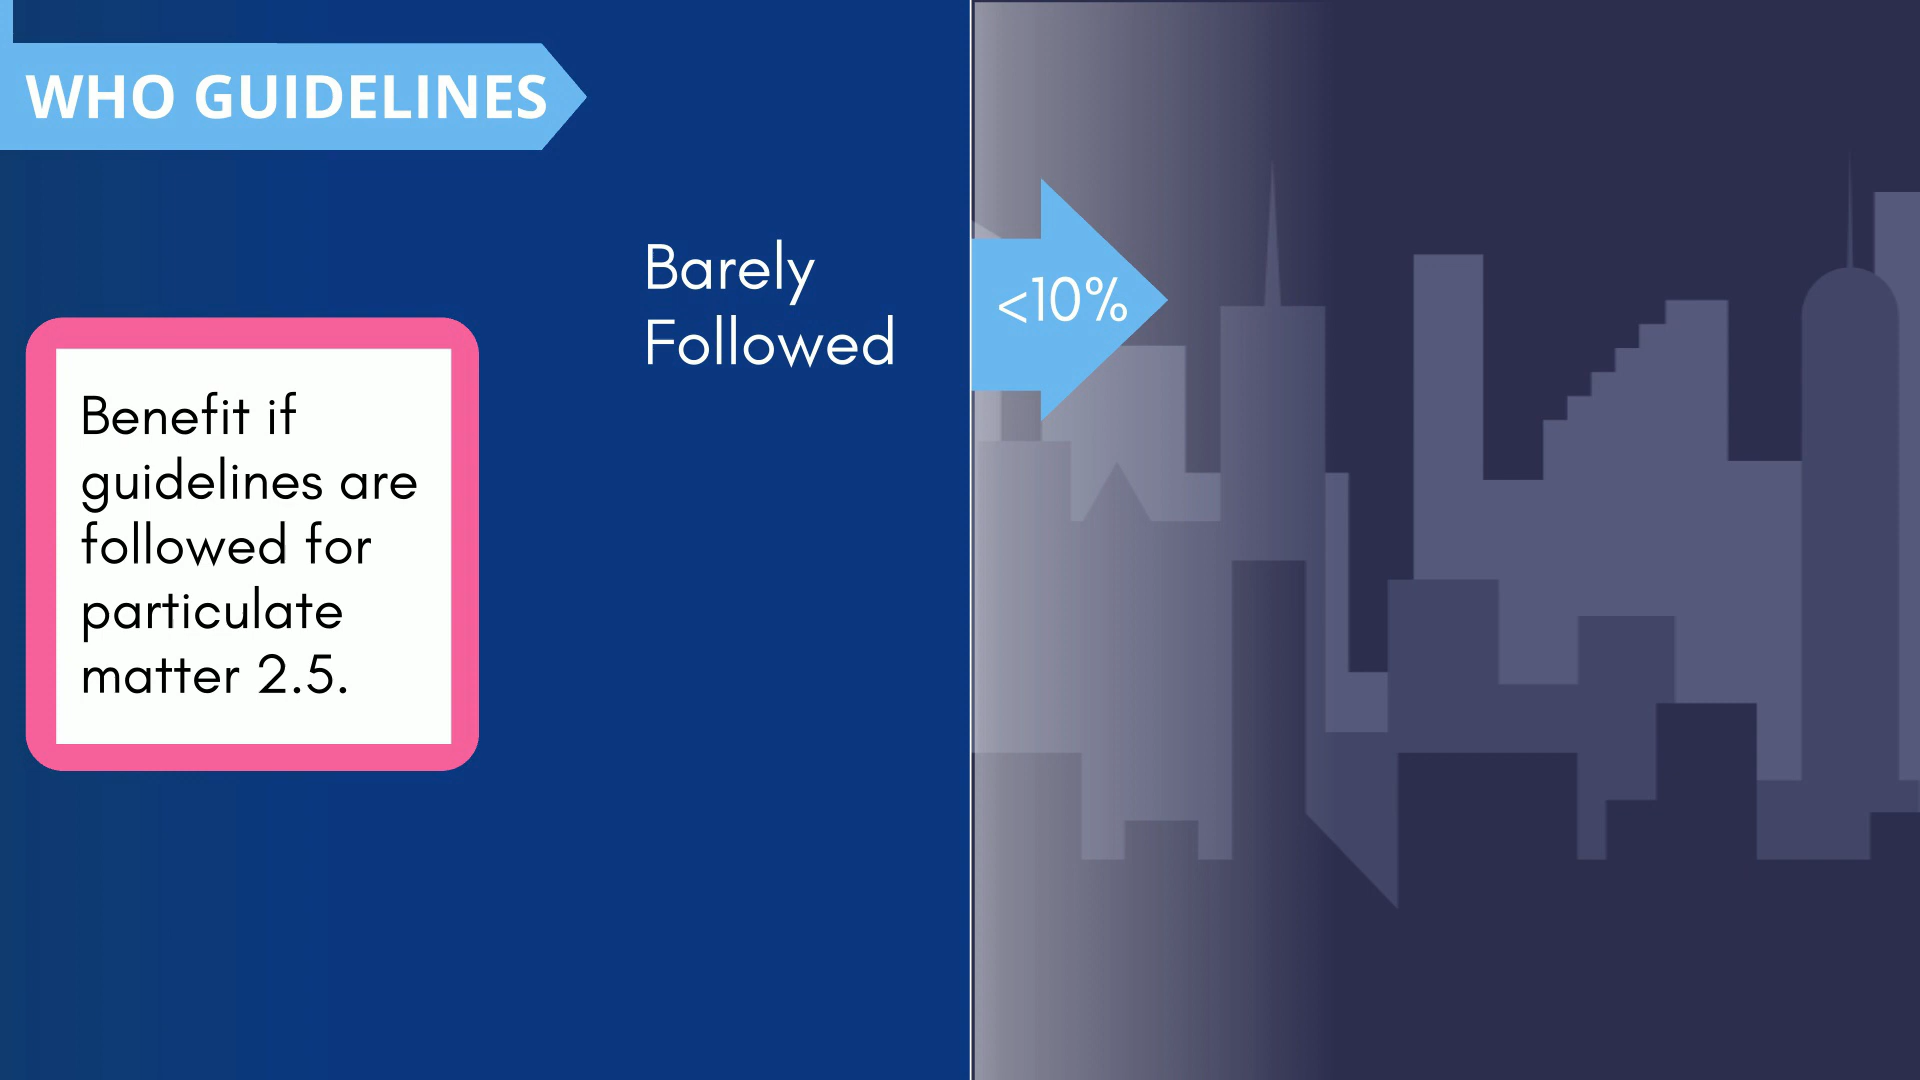 WHO GUIDELINES
Barely
Followed
<10%
Benefit if
guidelines are
followed for
particulate
matter 2.5.